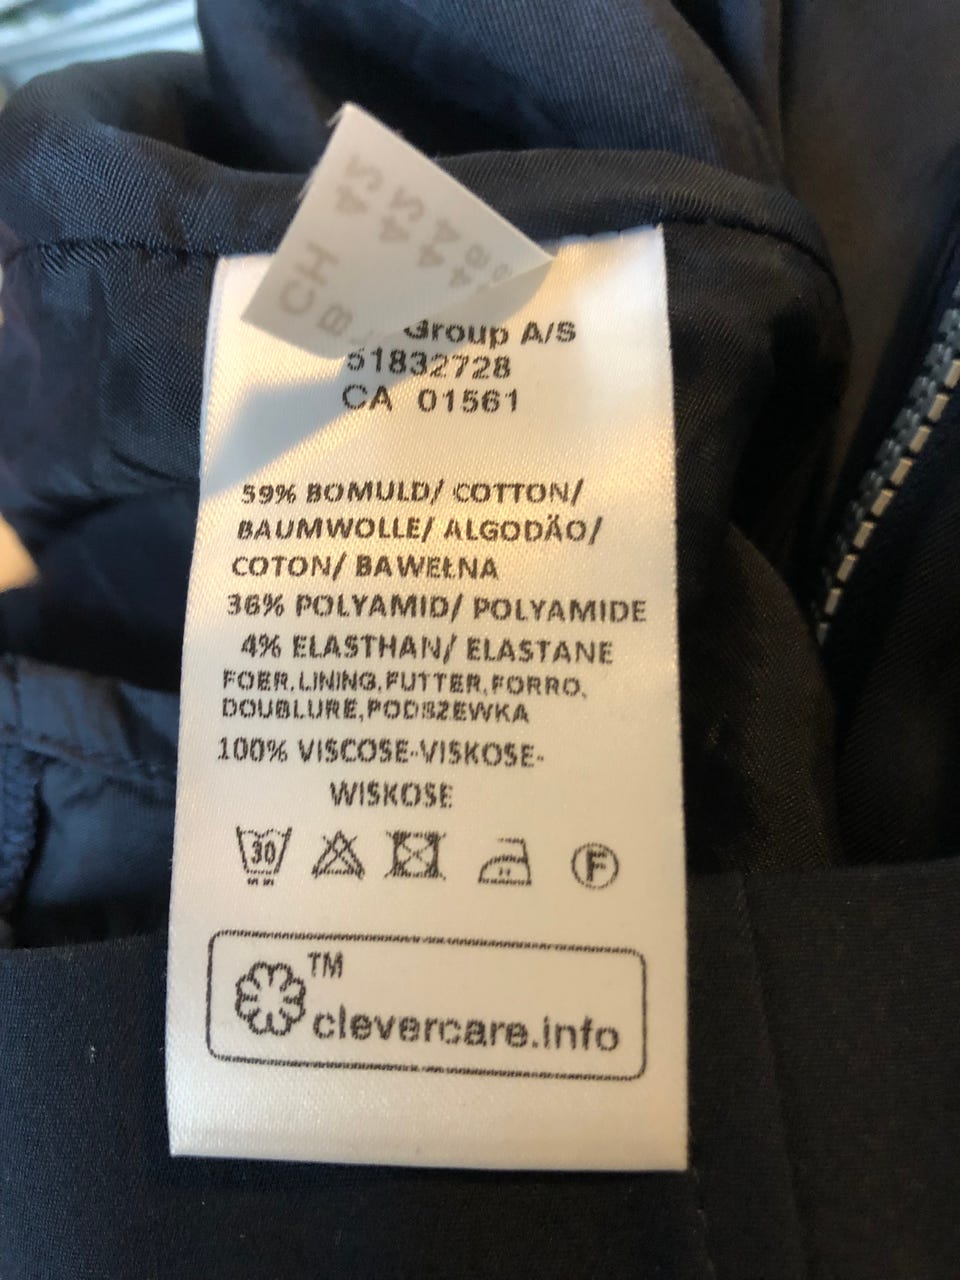 Group A/S
51832728
CA 01561
59% BOMULD/ COTTON/
BAUMWOLLE/ ALGODÃO/
COTON/ BAWEŁNA
36% POLYAMID/ POLYAMIDE
4% ELASTHAN/ ELASTANE
FOER.LINING.FUTTER.FORRO.
DOUBLURE,PODSZEWKA
100% VISCOSE-VISKOSE-
WISKOSE
30 F
TM
clevercare.info